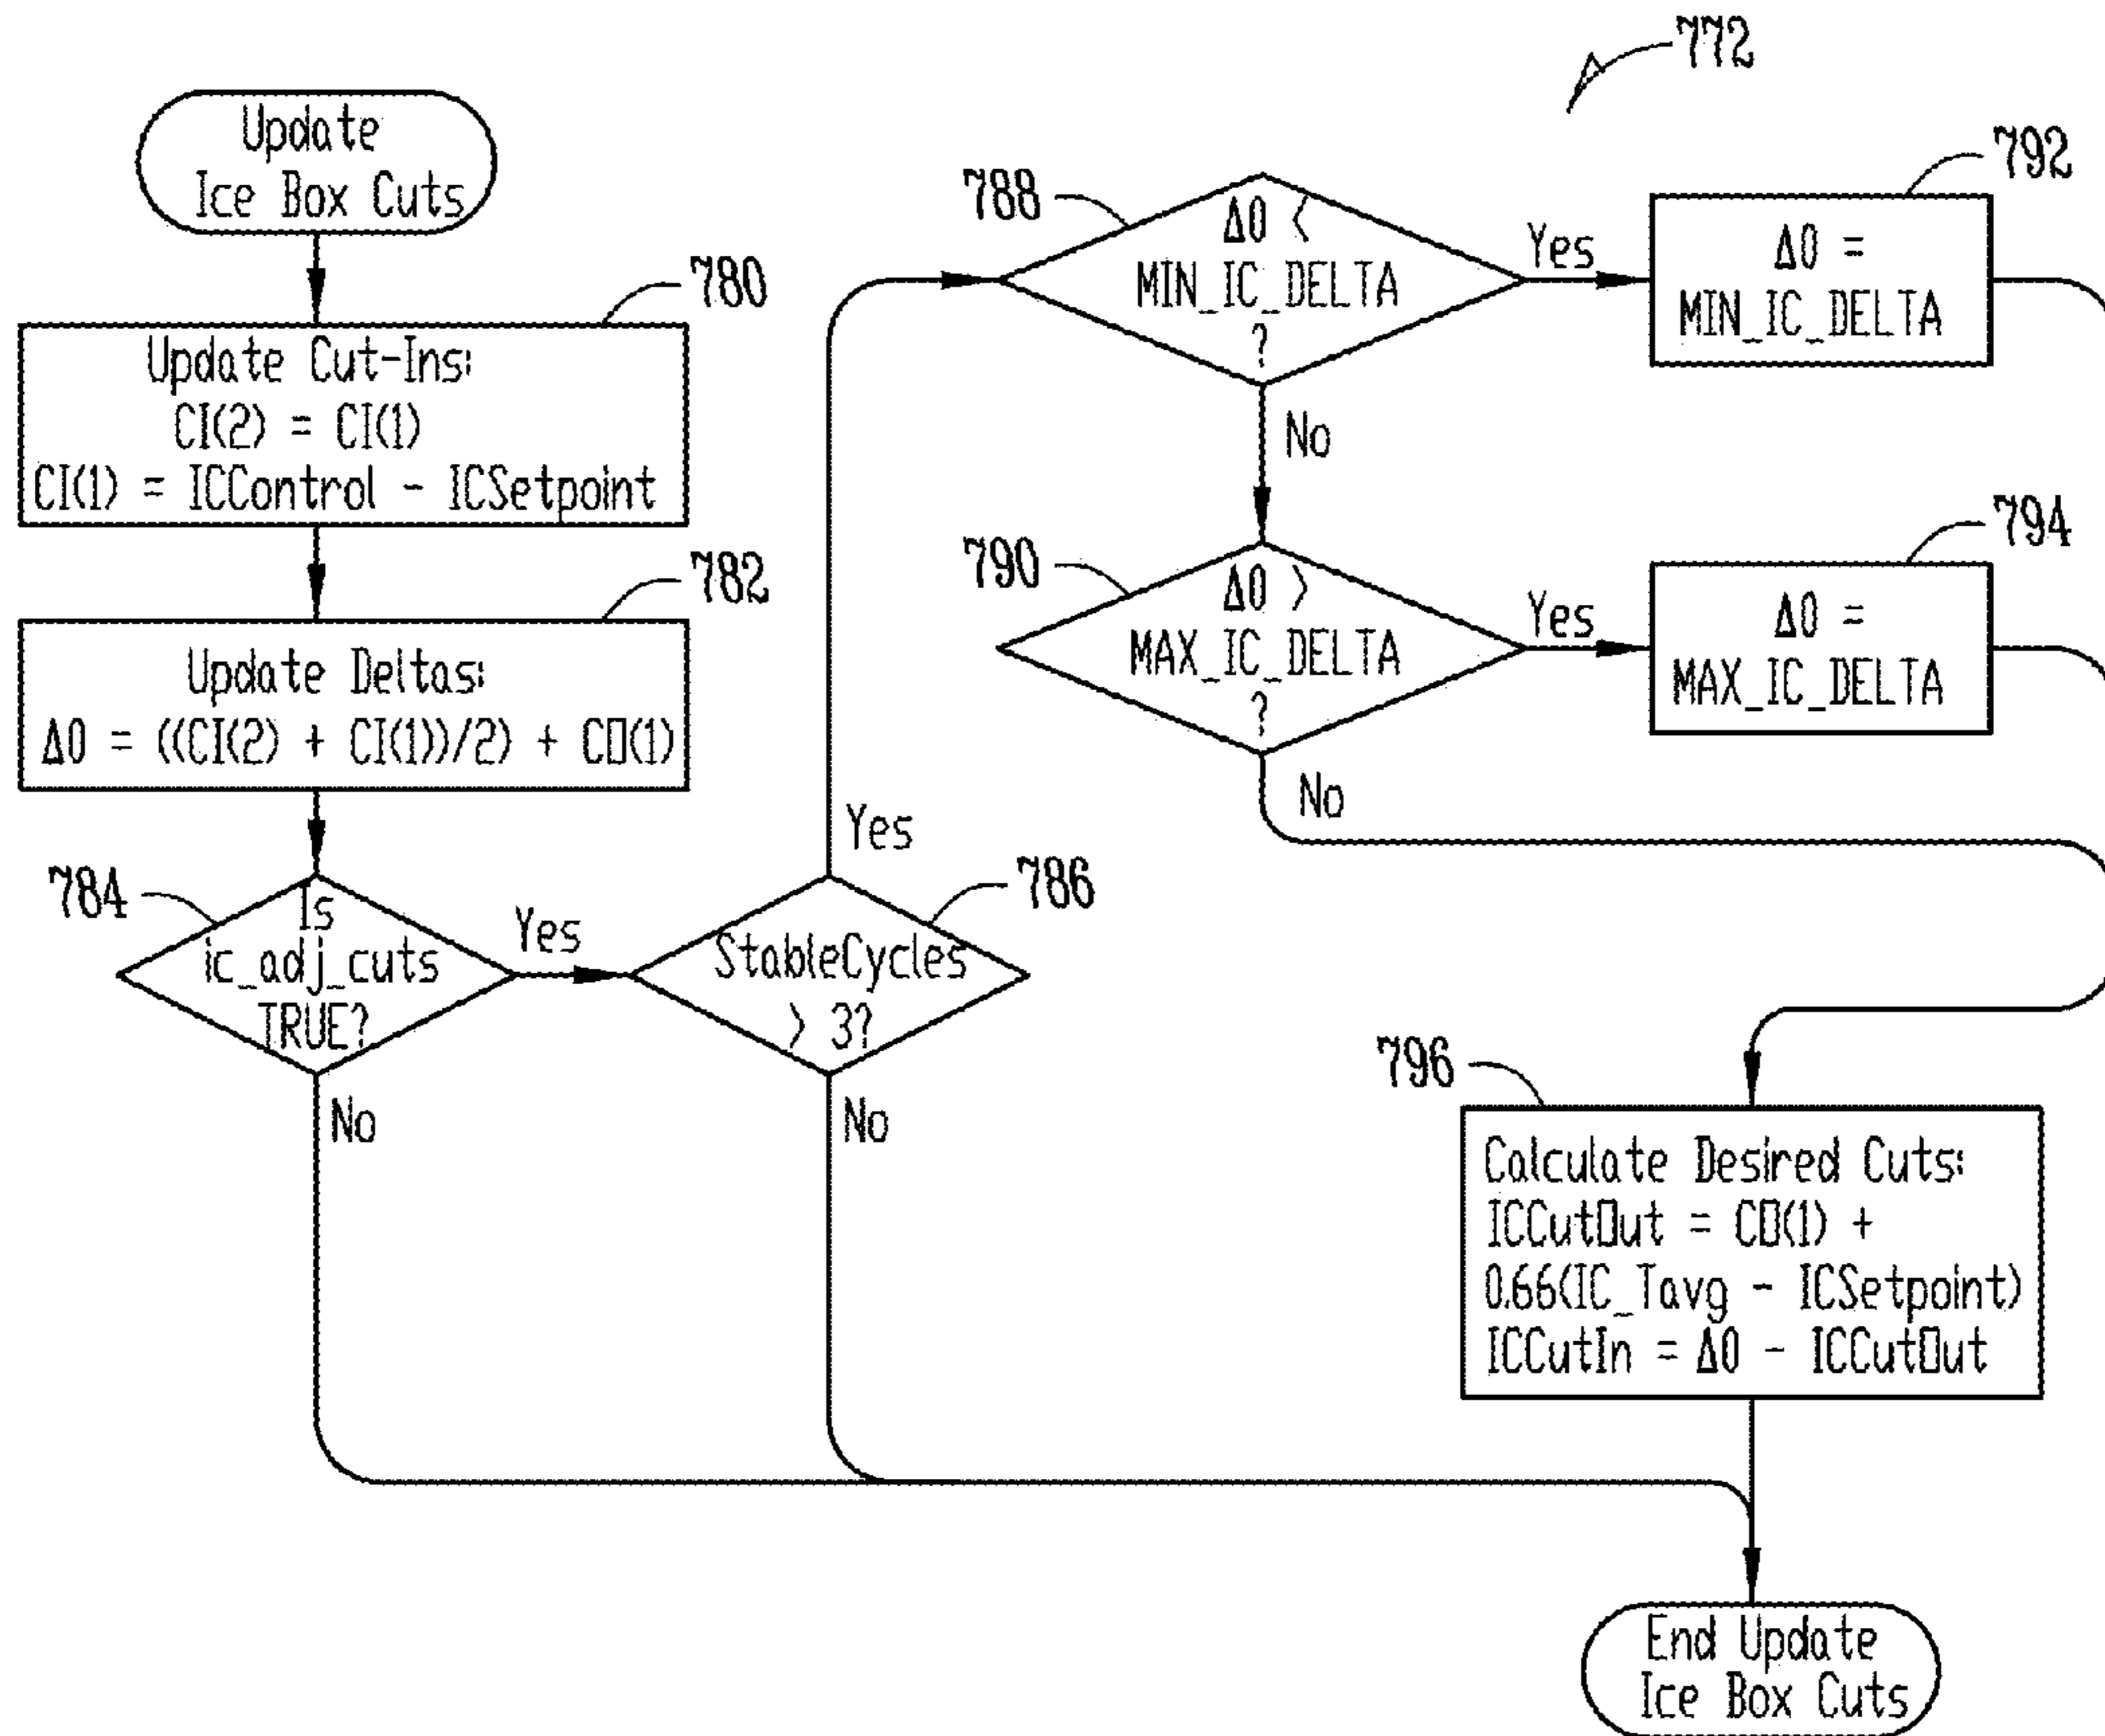 772
Update
Ice Box Cuts
780
Update Cut-Ins:
CI(2) = CI(1)
CI(1) = ICControl - ICSetpoint
782
Update Deltas:
Δ0 = ((CI(2) + CI(1))/2) + CO(1)
784
Is
ic_adj_cuts
TRUE?
Yes
No
786
StableCycles
> 3?
Yes
No
788
Δ0 <
MIN_IC_DELTA
?
Yes
No
792
Δ0 =
MIN_IC_DELTA
790
Δ0 >
MAX_IC_DELTA
?
Yes
No
794
Δ0 =
MAX_IC_DELTA
796
Calculate Desired Cuts:
ICCutOut = CO(1) +
0.66(IC_Tavg - ICSetpoint)
ICCutIn = Δ0 - ICCutOut
End Update
Ice Box Cuts